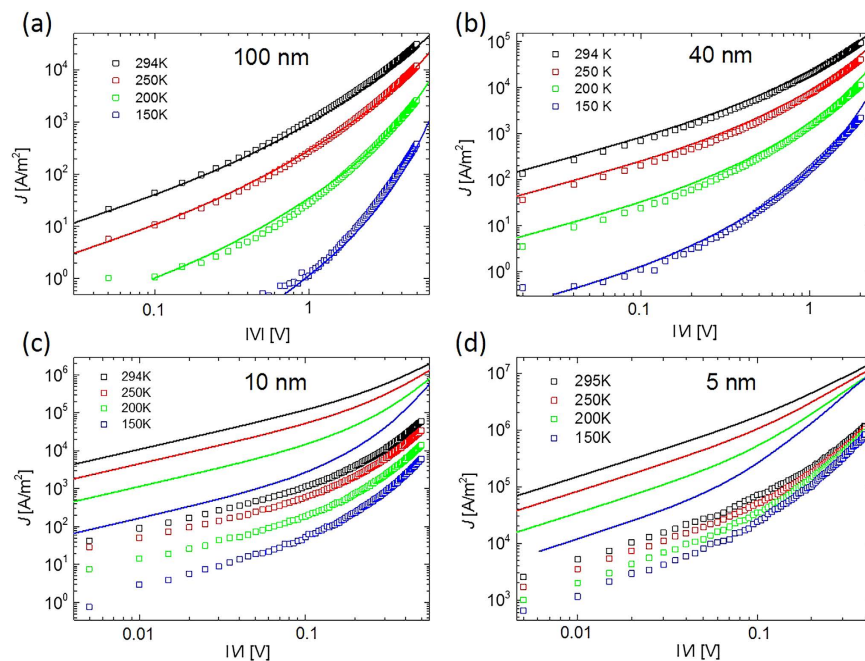 (a)
100 nm
294K
250K
200K
150K
J [A/m²]
10⁴
10³
10²
10¹
10⁰
0.1
1
|V| [V]
(b)
40 nm
294 K
250 K
200 K
150 K
J [A/m²]
10⁵
10⁴
10³
10²
10¹
10⁰
0.1
1
|V| [V]
(c)
10 nm
294K
250K
200K
150K
J [A/m²]
10⁶
10⁵
10⁴
10³
10²
10¹
10⁰
0.01
0.1
|V| [V]
(d)
5 nm
295K
250K
200K
150K
J [A/m²]
10⁷
10⁶
10⁵
10⁴
10³
0.01
0.1
|V| [V]